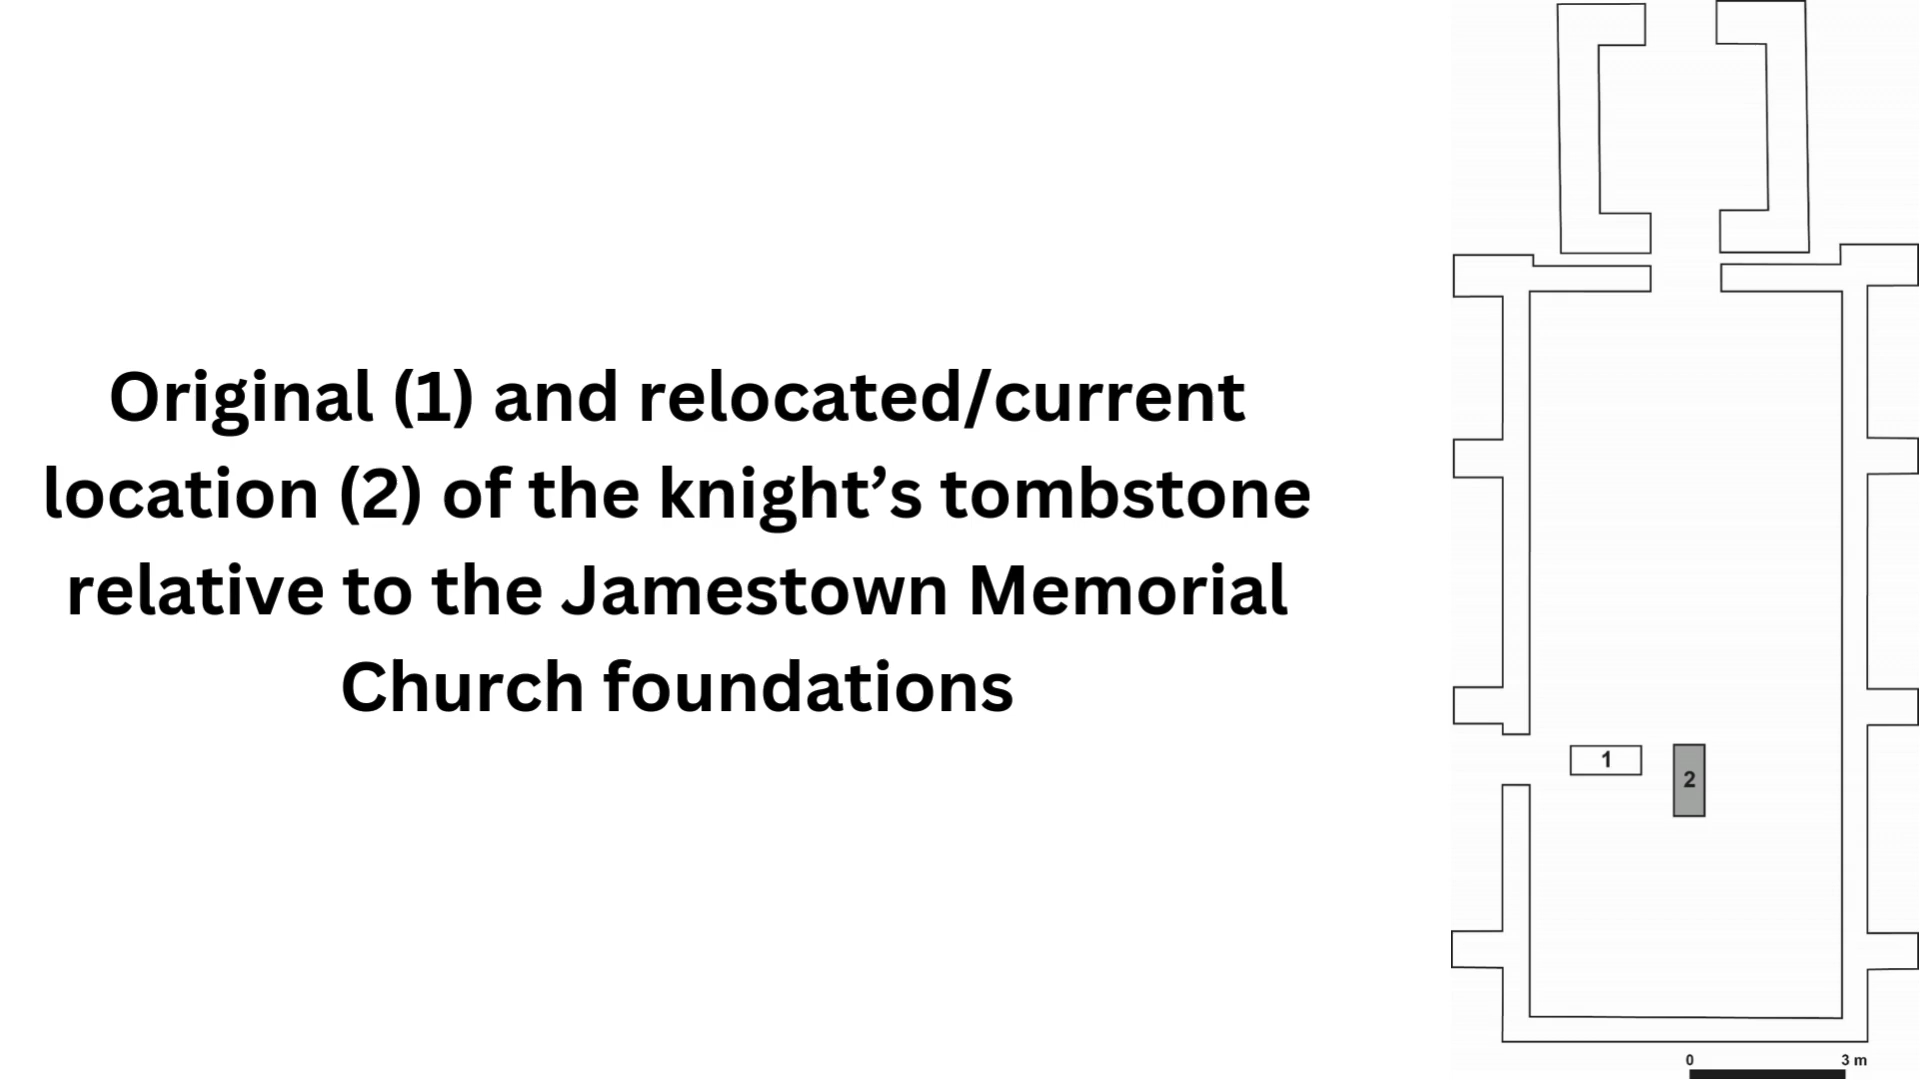 Original (1) and relocated/current
location (2) of the knight’s tombstone
relative to the Jamestown Memorial
Church foundations
1
2
0 3 m